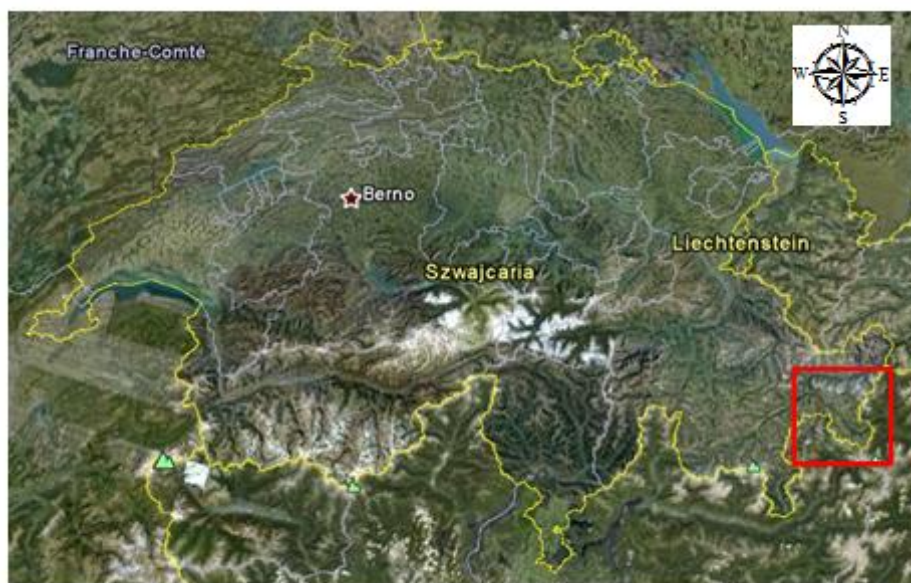 Franche-Comté
N
W E
S
Berno
Liechtenstein
Szwajcaria